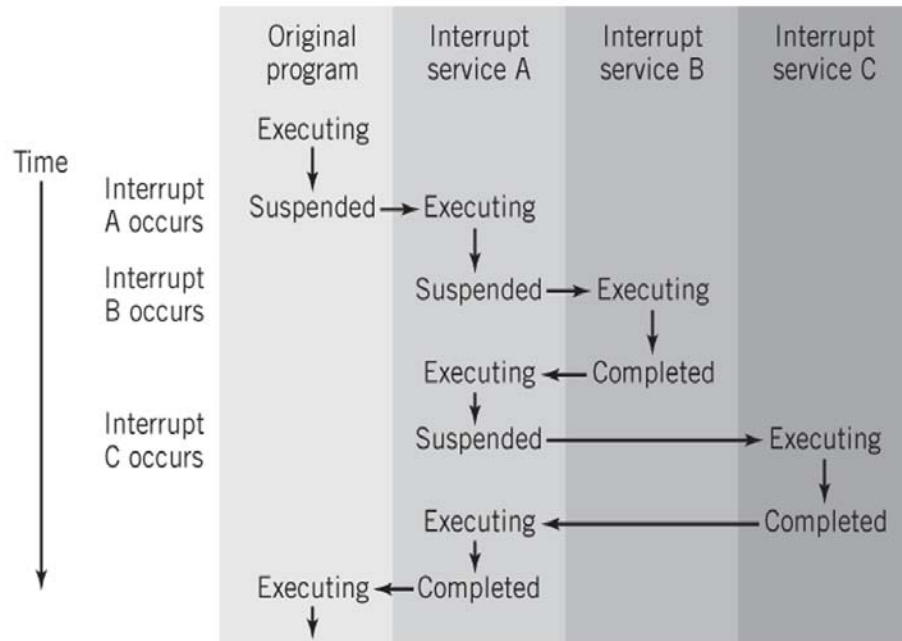 Original
program
Interrupt
service A
Interrupt
service B
Interrupt
service C
Time
Executing
Interrupt
A occurs
Suspended
Executing
Interrupt
B occurs
Suspended
Executing
Executing
Completed
Interrupt
C occurs
Suspended
Executing
Executing
Completed
Executing
Completed